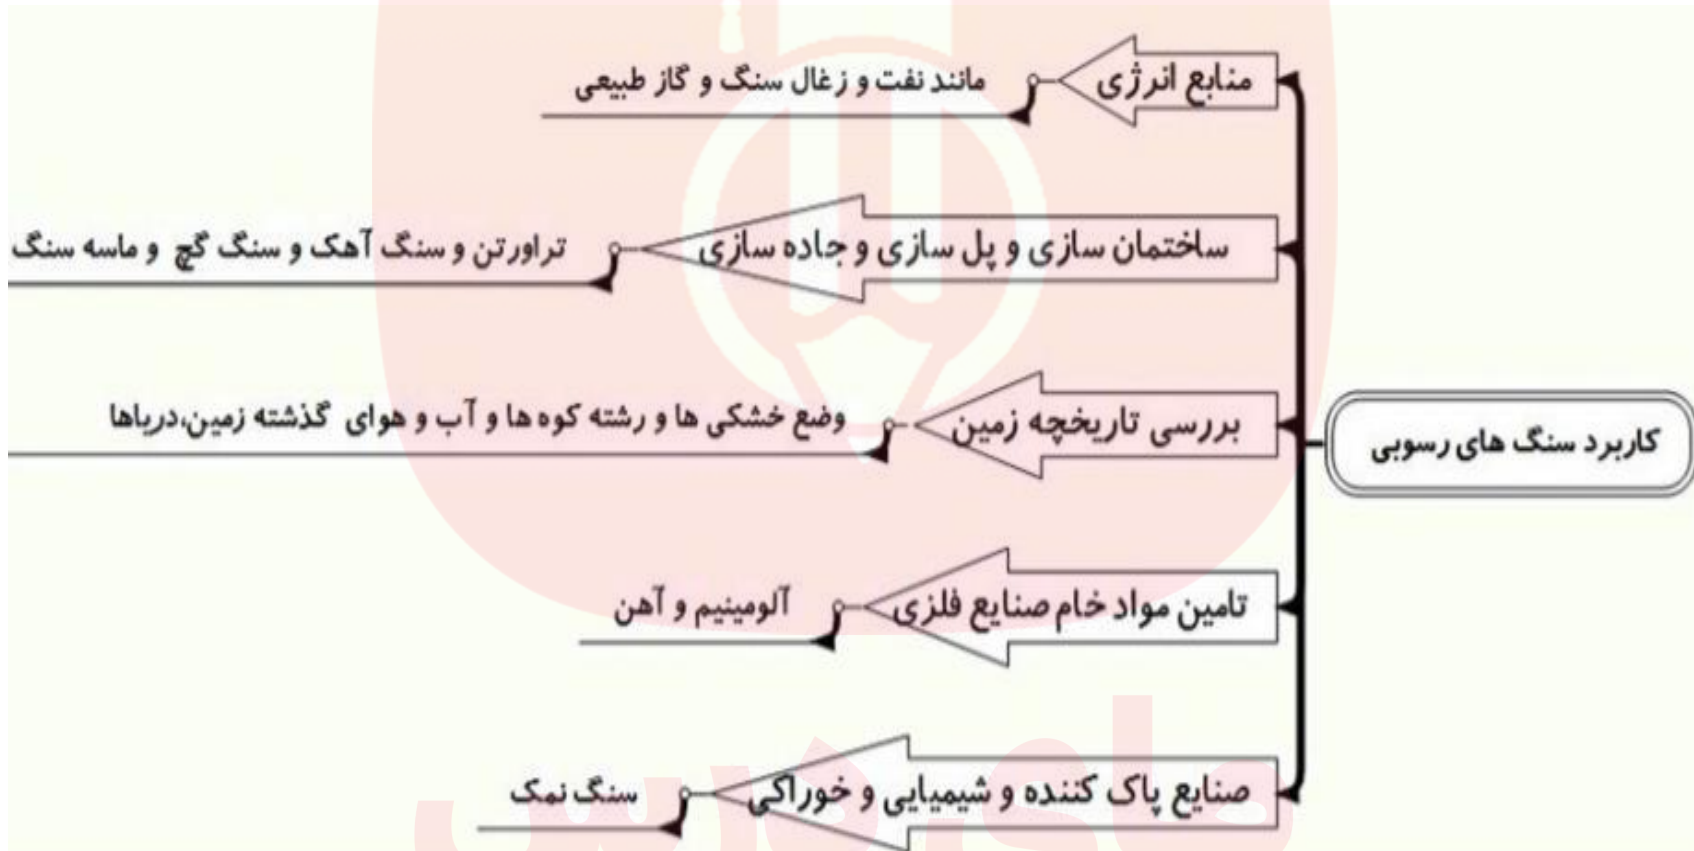 منابع انرژی
مانند نفت و زغال سنگ و گاز طبیعی
ساختمان سازی و پل سازی و جاده سازی
تراورتن و سنگ آهک و سنگ گچ و ماسه سنگ
کاربرد سنگ های رسوبی
بررسی تاریخچه زمین
وضع خشکی ها و رشته کوه ها و آب و هوای گذشته زمین،دریاها
تامین مواد خام صنایع فلزی
آلومینیم و آهن
صنایع پاک کننده و شیمیایی و خوراکی
سنگ نمک